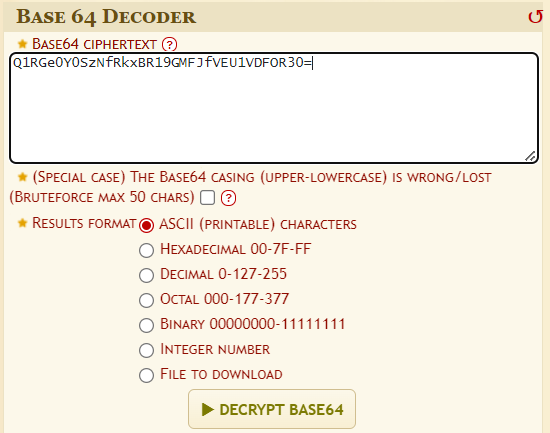 BASE 64 DECODER
★ BASE64 CIPHERTEXT (?)
Q1RGe0Y0SzNfRkxBR19GMFJfVEU1VDFOR30=
★ (SPECIAL CASE) THE BASE64 CASING (UPPER-LOWERCASE) IS WRONG/LOST
(BRUTEFORCE MAX 50 CHARS) (?)
★ RESULTS FORMAT ASCII (PRINTABLE) CHARACTERS
HEXADECIMAL 00-7F-FF
DECIMAL 0-127-255
OCTAL 000-177-377
BINARY 00000000-11111111
INTEGER NUMBER
FILE TO DOWNLOAD
▶ DECRYPT BASE64